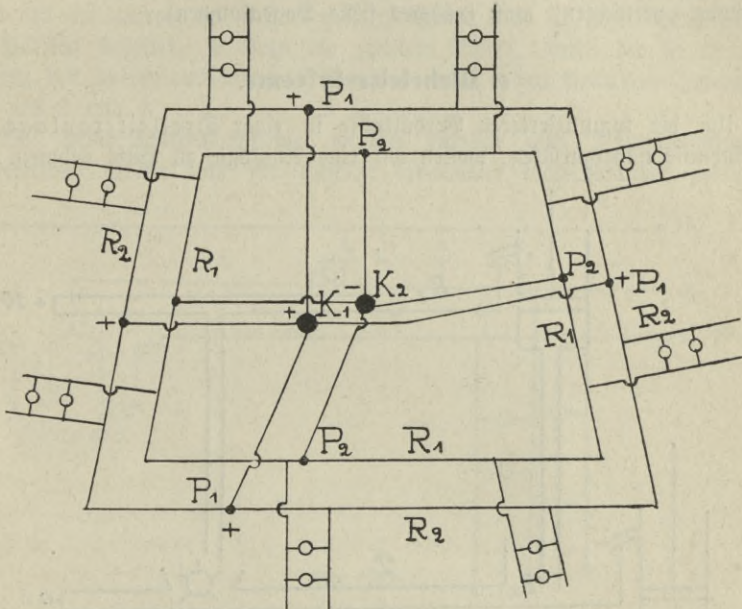 + P₁
P₂
R₂
R₁
P₂
+ P₁
− K₂
+ K₁
+
R₂
R₁
P₂
R₁
P₁
+
R₂